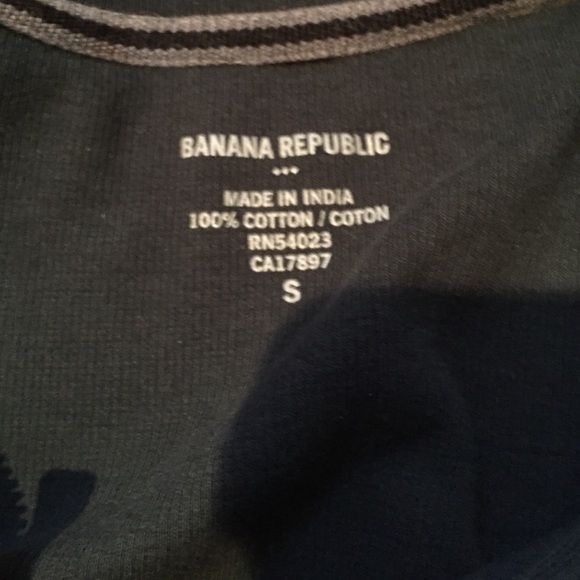 BANANA REPUBLIC
MADE IN INDIA
100% COTTON / COTON
RN54023
CA17897
S